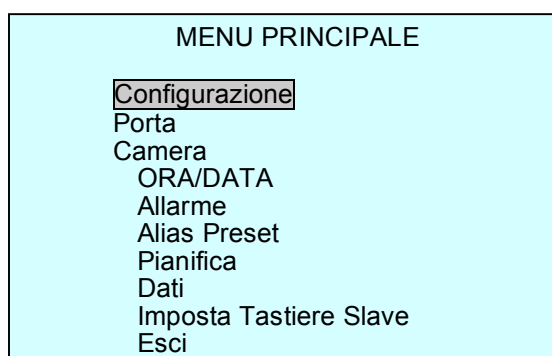 MENU PRINCIPALE
Configurazione
Porta
Camera
ORA/DATA
Allarme
Alias Preset
Pianifica
Dati
Imposta Tastiere Slave
Esci